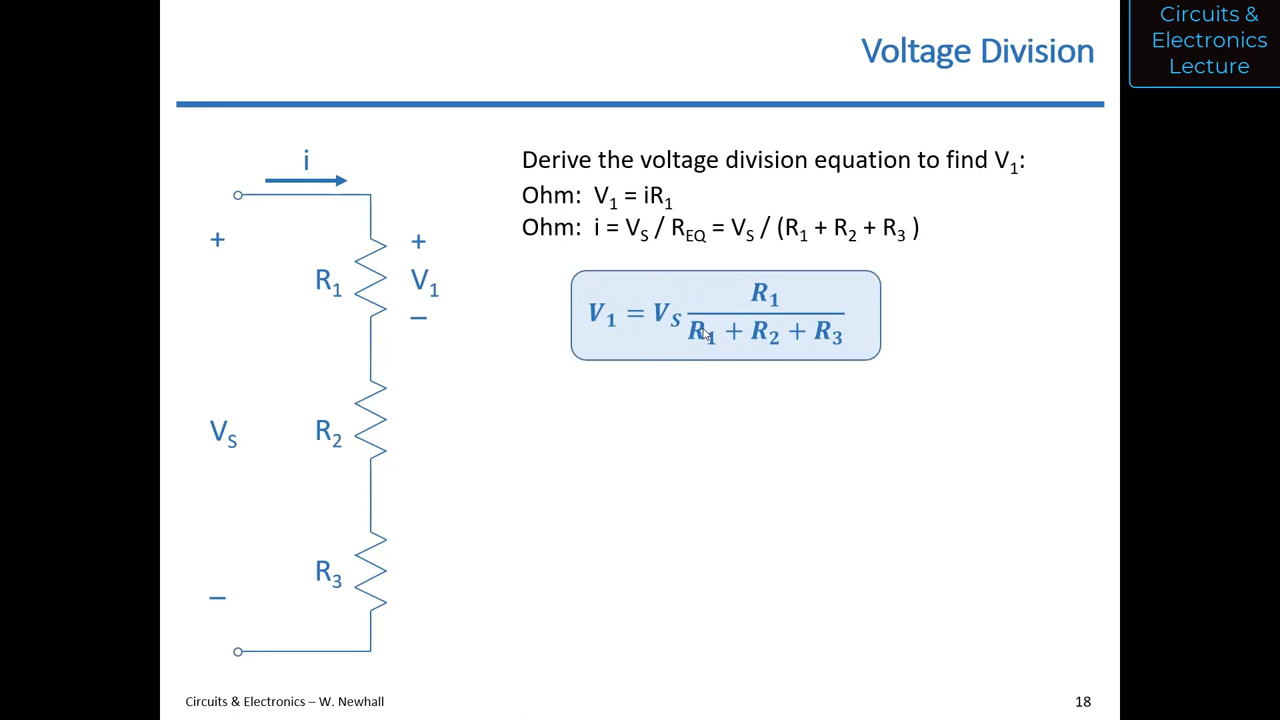 Circuits &
Electronics
Lecture
Voltage Division
i
+
+
R₁
V₁
−
Vₛ
R₂
R₃
−
Derive the voltage division equation to find V₁:
Ohm: V₁ = iR₁
Ohm: i = Vₛ / R_EQ = Vₛ / (R₁ + R₂ + R₃ )
V₁ = Vₛ R₁ / R₁ + R₂ + R₃
Circuits & Electronics – W. Newhall
18